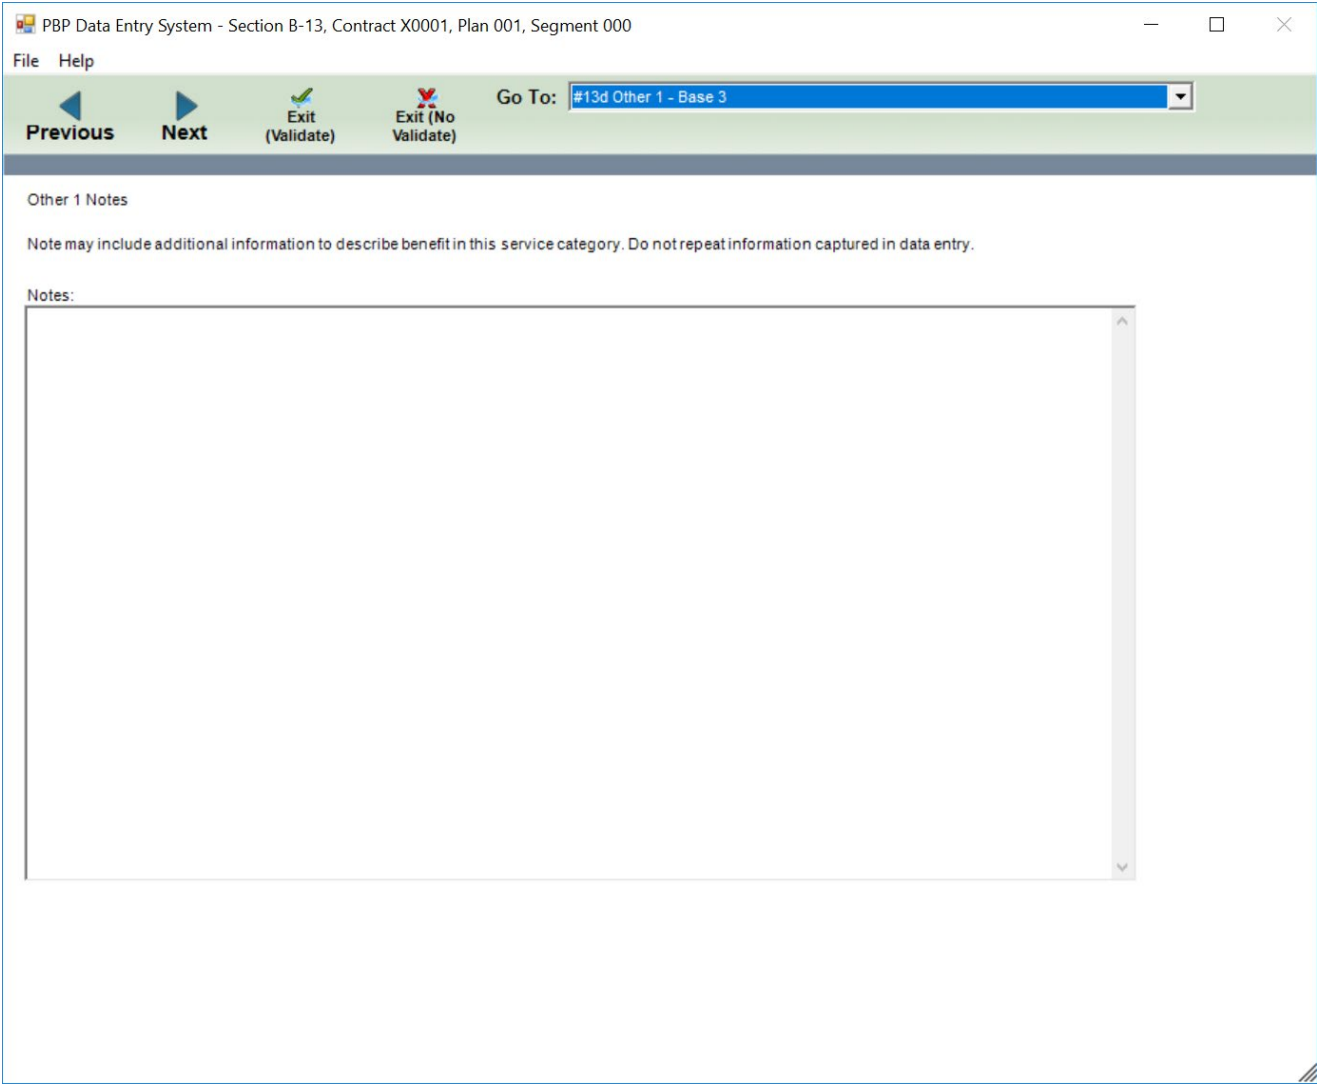 PBP Data Entry System - Section B-13, Contract X0001, Plan 001, Segment 000
File Help
Previous
Next
Exit
(Validate)
Exit (No
Validate)
Go To:
#13d Other 1 - Base 3
Other 1 Notes
Note may include additional information to describe benefit in this service category. Do not repeat information captured in data entry.
Notes: